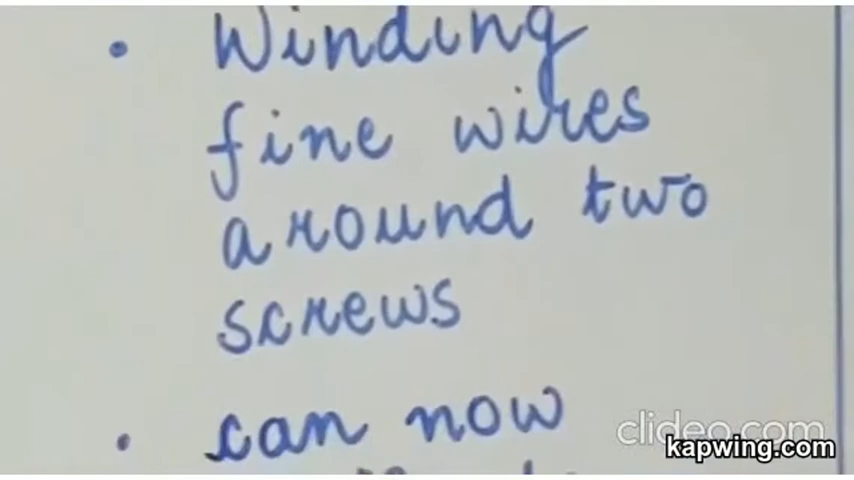 • Winding
fine wires
around two
screws
• can now
clideo.com
kapwing.com